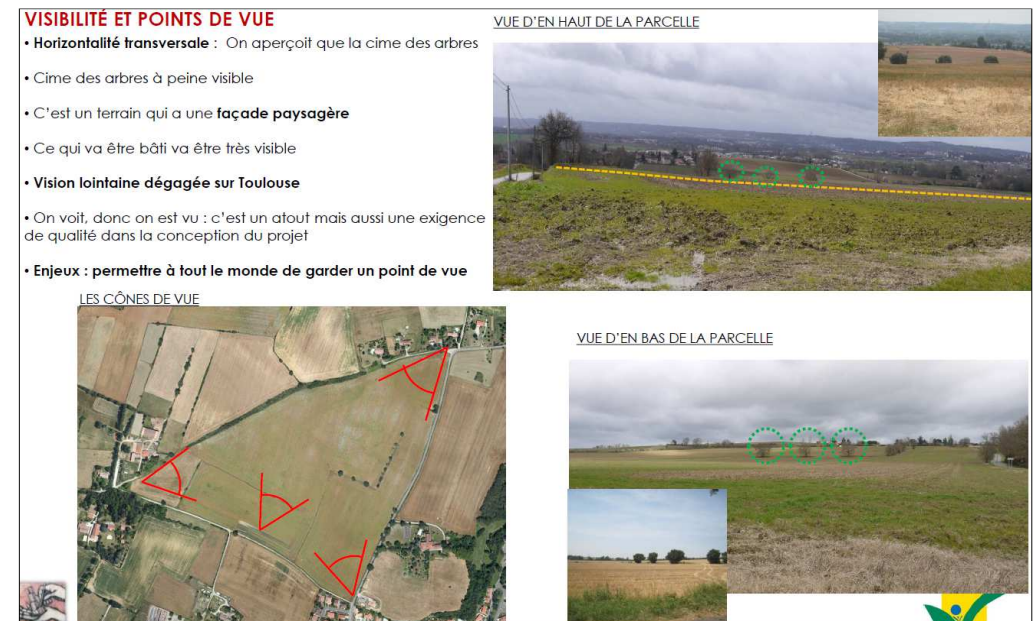 VISIBILITÉ ET POINTS DE VUE
• Horizontalité transversale : On aperçoit que la cime des arbres
• Cime des arbres à peine visible
• C'est un terrain qui a une façade paysagère
• Ce qui va être bâti va être très visible
• Vision lointaine dégagée sur Toulouse
• On voit, donc on est vu : c'est un atout mais aussi une exigence
de qualité dans la conception du projet
• Enjeux : permettre à tout le monde de garder un point de vue
LES CÔNES DE VUE
VUE D'EN HAUT DE LA PARCELLE
VUE D'EN BAS DE LA PARCELLE